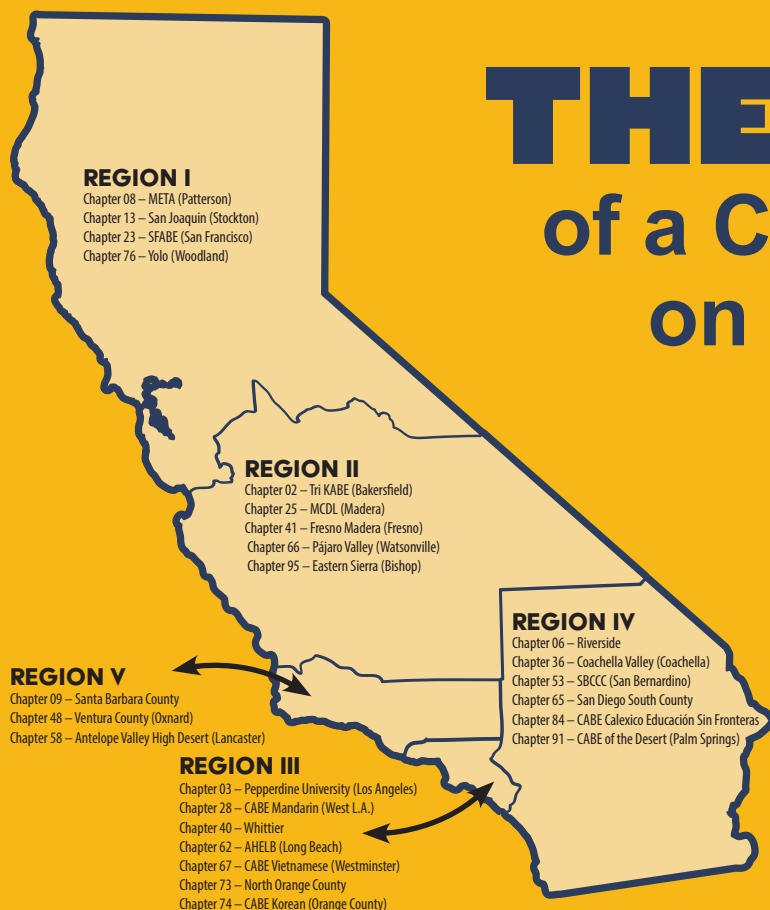 THE
of a C
on
REGION I
Chapter 08 – META (Patterson)
Chapter 13 – San Joaquin (Stockton)
Chapter 23 – SFABE (San Francisco)
Chapter 76 – Yolo (Woodland)
REGION II
Chapter 02 – Tri KABE (Bakersfield)
Chapter 25 – MCDL (Madera)
Chapter 41 – Fresno Madera (Fresno)
Chapter 66 – Pájaro Valley (Watsonville)
Chapter 95 – Eastern Sierra (Bishop)
REGION IV
Chapter 06 – Riverside
Chapter 36 – Coachella Valley (Coachella)
Chapter 53 – SBCCC (San Bernardino)
Chapter 65 – San Diego South County
Chapter 84 – CABE Calexico Educación Sin Fronteras
Chapter 91 – CABE of the Desert (Palm Springs)
REGION V
Chapter 09 – Santa Barbara County
Chapter 48 – Ventura County (Oxnard)
Chapter 58 – Antelope Valley High Desert (Lancaster)
REGION III
Chapter 03 – Pepperdine University (Los Angeles)
Chapter 28 – CABE Mandarin (West L.A.)
Chapter 40 – Whittier
Chapter 62 – AHELB (Long Beach)
Chapter 67 – CABE Vietnamese (Westminster)
Chapter 73 – North Orange County
Chapter 74 – CABE Korean (Orange County)